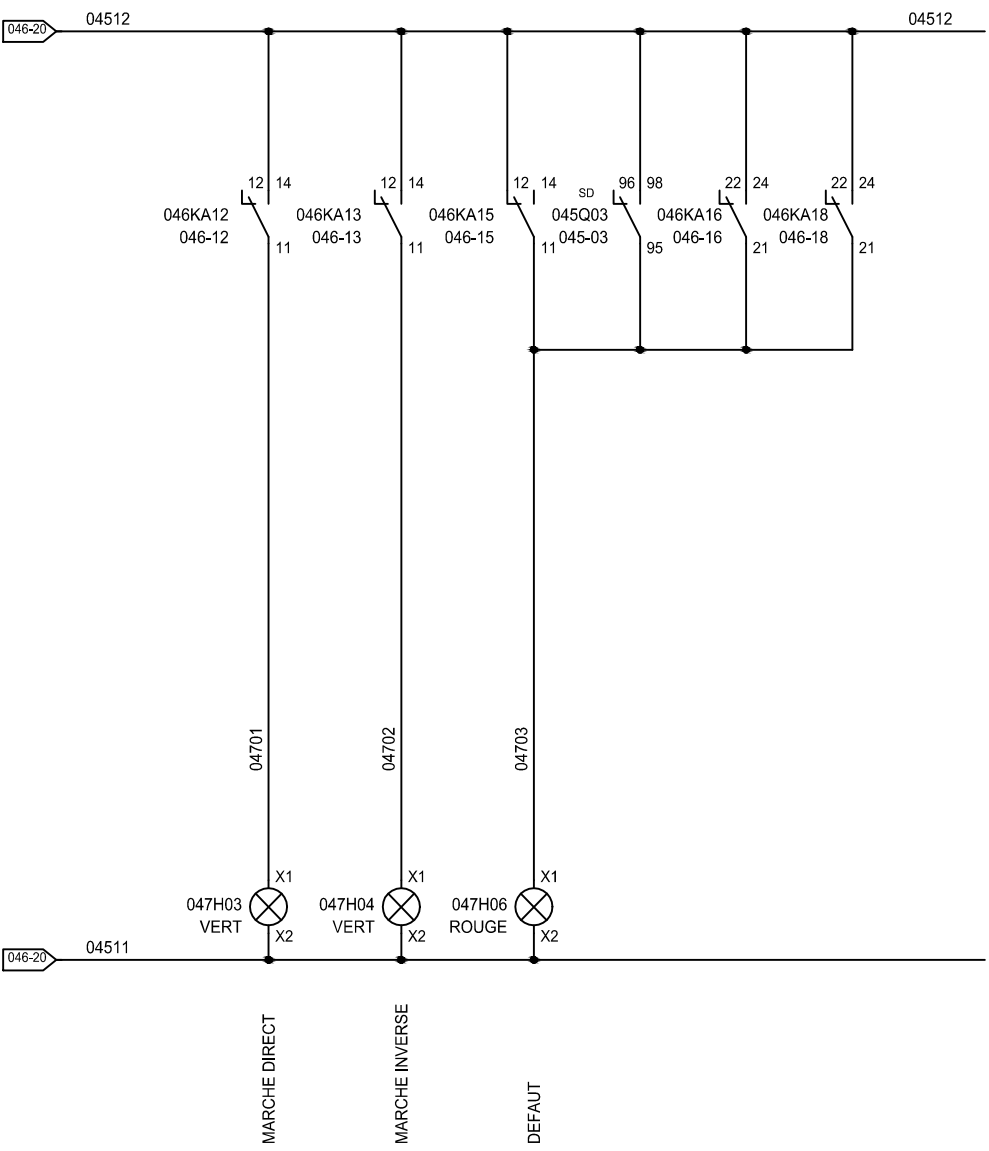 046-20
04512
04512
12 14
12 14
12 14
SD
96 98
22 24
22 24
046KA12
046KA13
046KA15
045Q03
046KA16
046KA18
046-12
046-13
046-15
045-03
046-16
046-18
11
11
11
95
21
21
04701
04702
04703
X1
X1
X1
047H03
047H04
047H06
VERT
VERT
ROUGE
X2
X2
X2
046-20
04511
MARCHE DIRECT
MARCHE INVERSE
DEFAUT